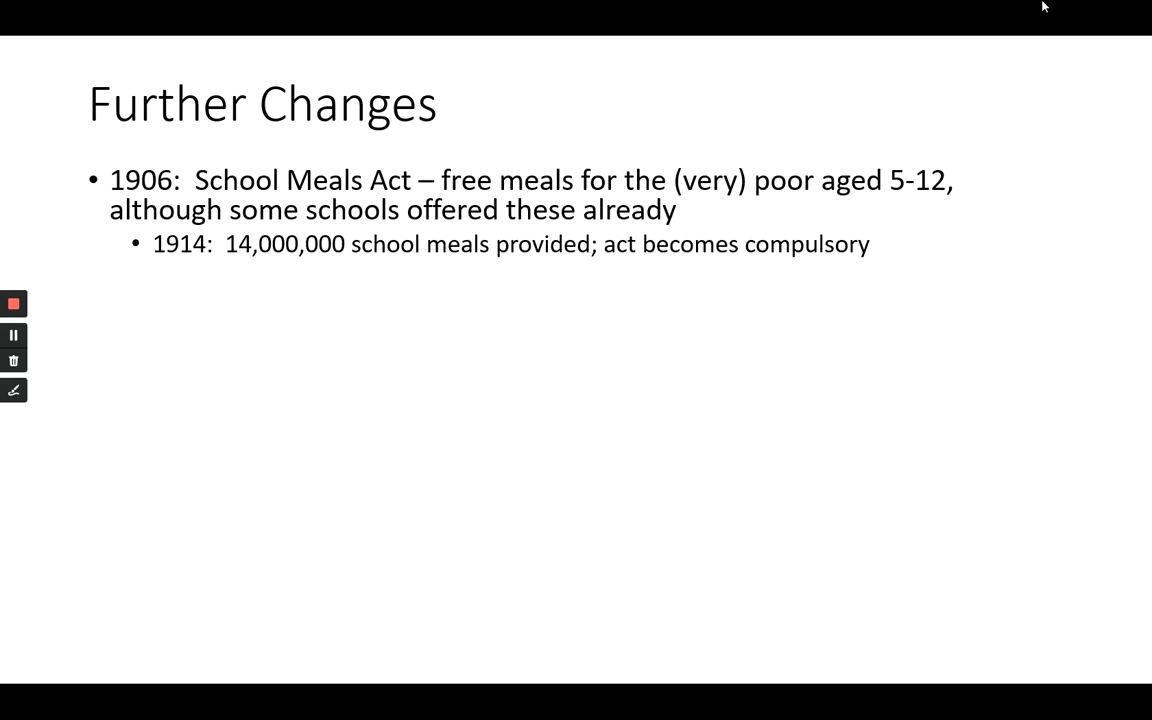 Further Changes
• 1906:  School Meals Act – free meals for the (very) poor aged 5-12,
although some schools offered these already
• 1914:  14,000,000 school meals provided; act becomes compulsory